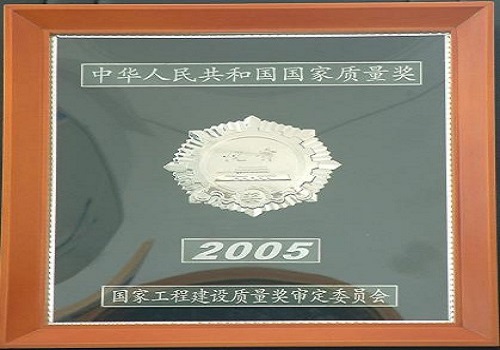 中华人民共和国国家质量奖
2005
国家工程建设质量奖审定委员会